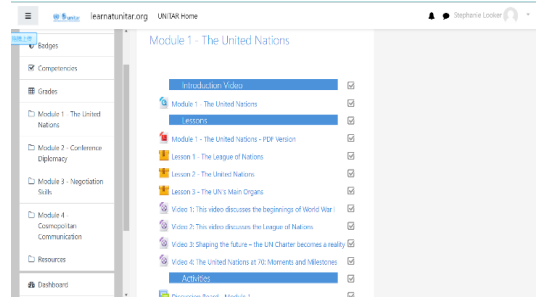 Unitar
learnatunitar.org
UNITAR Home
Stephanie Looker
Badges
Competencies
Grades
Module 1 - The United
Nations
Module 2 - Conference
Diplomacy
Module 3 - Negotiation
Skills
Module 4 -
Cosmopolitan
Communication
Resources
Dashboard
Module 1 - The United Nations
Introduction Video
Module 1 - The United Nations
Lessons
Module 1 - The United Nations - PDF Version
Lesson 1 - The League of Nations
Lesson 2 - The United Nations
Lesson 3 - The UN's Main Organs
Video 1: This video discusses the beginnings of World War I
Video 2: This video discusses the League of Nations
Video 3: Shaping the future – the UN Charter becomes a reality
Video 4: The United Nations at 70: Moments and Milestones
Activities
Discussion Board - Module 1